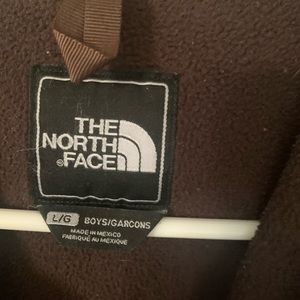 THE
NORTH
®FACE
L/G BOYS/GARCONS
MADE IN MEXICO
FABRIQUÉ AU MEXIQUE